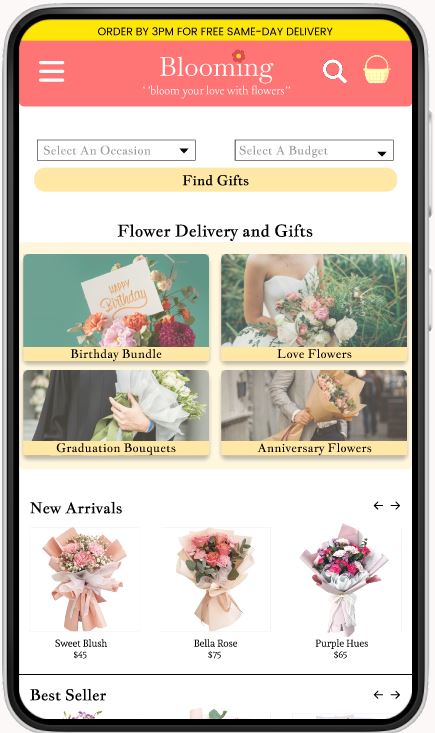 ORDER BY 3PM FOR FREE SAME-DAY DELIVERY
Blooming
‘ ‘bloom your love with flowers’’
Select An Occasion
Select A Budget
Find Gifts
Flower Delivery and Gifts
HAPPY
Birthday
Birthday Bundle
Love Flowers
Graduation Bouquets
Anniversary Flowers
New Arrivals
Sweet Blush
$45
Bella Rose
$75
Purple Hues
$65
Best Seller